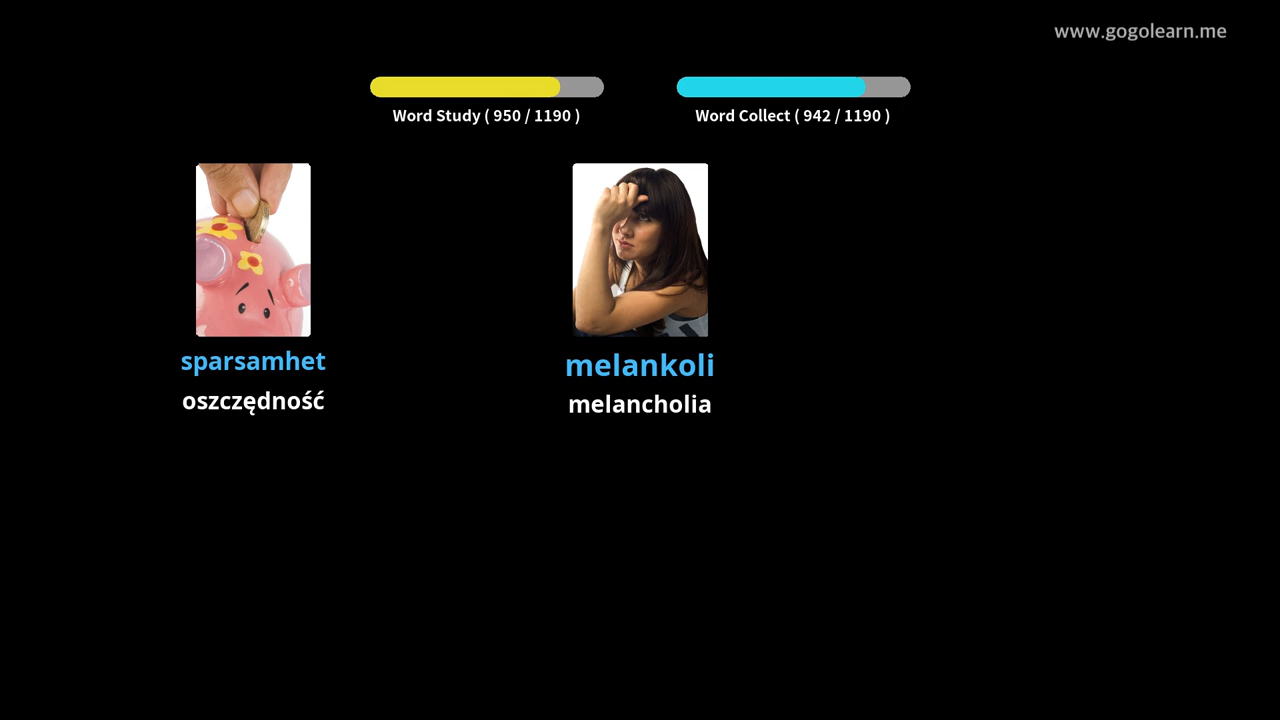 www.gogolearn.me
Word Study ( 950 / 1190 )
Word Collect ( 942 / 1190 )
sparsamhet
oszczędność
melankoli
melancholia